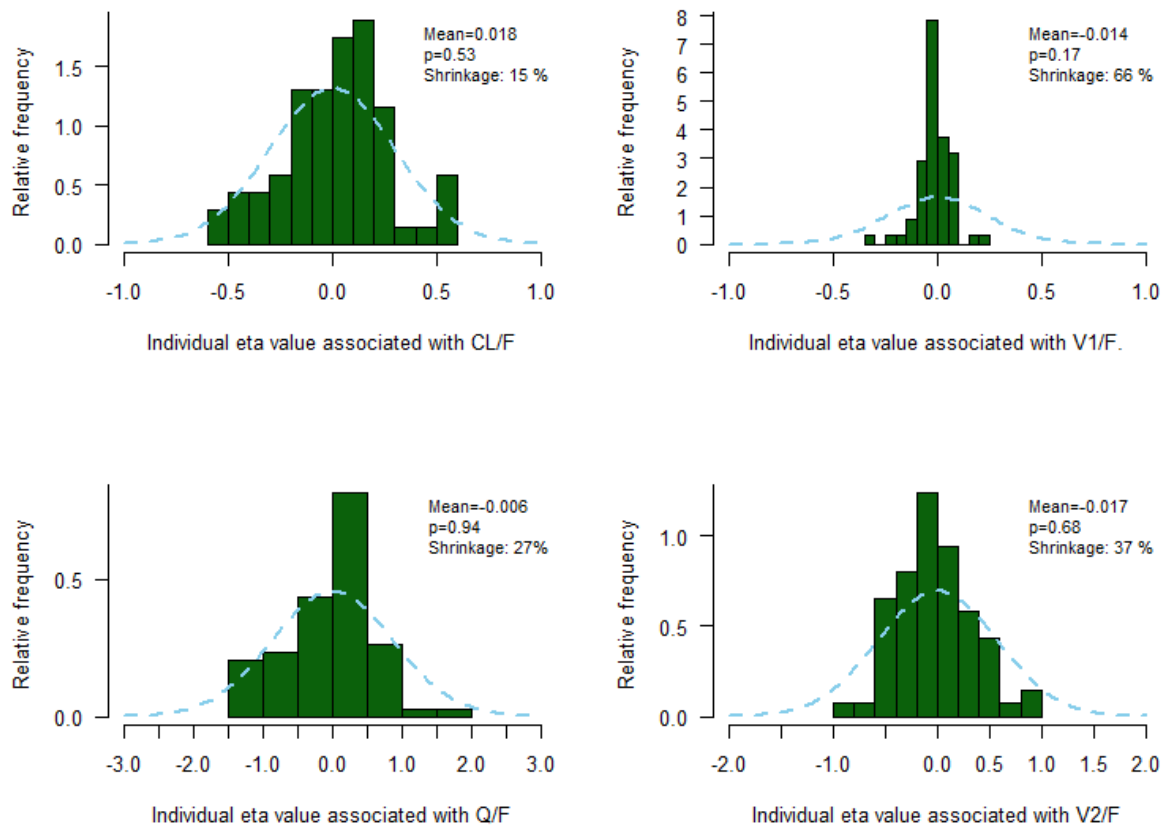 Mean=0.018
p=0.53
Shrinkage: 15 %
Relative frequency
1.5
1.0
0.5
0.0
-1.0 -0.5 0.0 0.5 1.0
Individual eta value associated with CL/F
Mean=-0.014
p=0.17
Shrinkage: 66 %
Relative frequency
8
7
6
5
4
3
2
1
0
-1.0 -0.5 0.0 0.5 1.0
Individual eta value associated with V1/F.
Mean=-0.006
p=0.94
Shrinkage: 27%
Relative frequency
0.5
0.0
-3.0 -2.0 -1.0 0.0 1.0 2.0 3.0
Individual eta value associated with Q/F
Mean=-0.017
p=0.68
Shrinkage: 37 %
Relative frequency
1.0
0.5
0.0
-2.0 -1.0 0.0 0.5 1.0 1.5 2.0
Individual eta value associated with V2/F